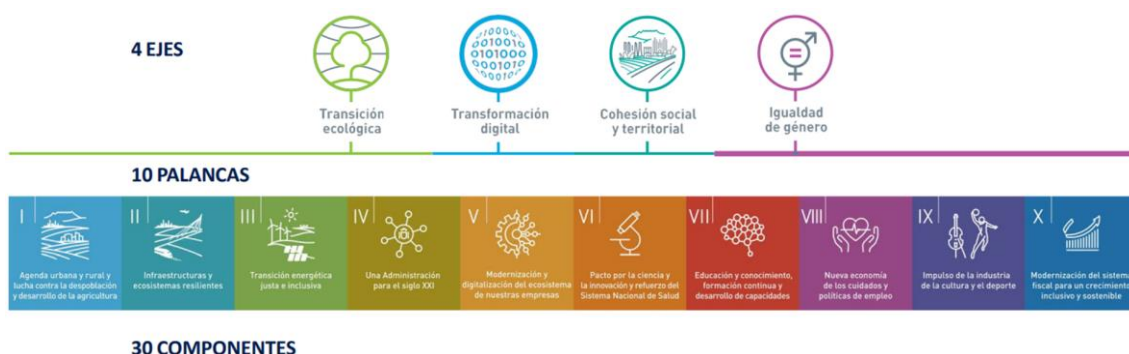 4 EJES
Transición
ecológica
Transformación
digital
Cohesión social
y territorial
Igualdad
de género
10 PALANCAS
I
Agenda urbana y rural y
lucha contra la despoblación
y desarrollo de la agricultura
II
Infraestructuras y
ecosistemas resilientes
III
Transición energética
justa e inclusiva
IV
Una Administración
para el siglo XXI
V
Modernización y
digitalización del ecosistema
de nuestras empresas
VI
Pacto por la ciencia y
la innovación y refuerzo del
Sistema Nacional de Salud
VII
Educación y conocimiento,
formación continua y
desarrollo de capacidades
VIII
Nueva economía
de los cuidados y
políticas de empleo
IX
Impulso de la industria
de la cultura y el deporte
X
Modernización del sistema
fiscal para un crecimiento
inclusivo y sostenible
30 COMPONENTES